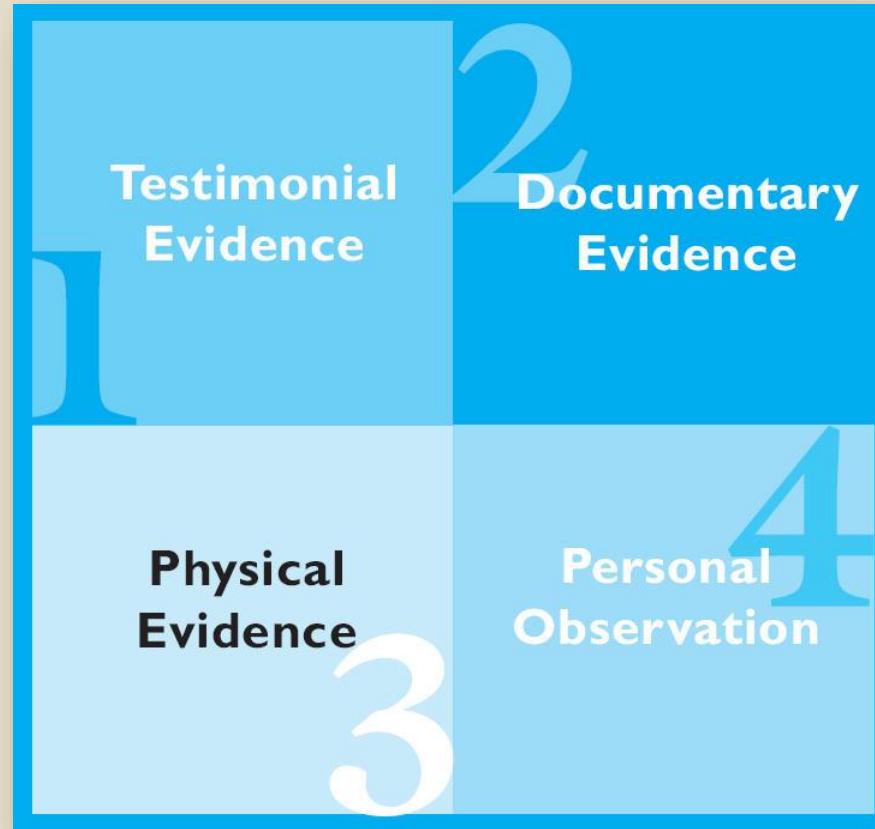 1
Testimonial
Evidence
2
Documentary
Evidence
3
Physical
Evidence
4
Personal
Observation